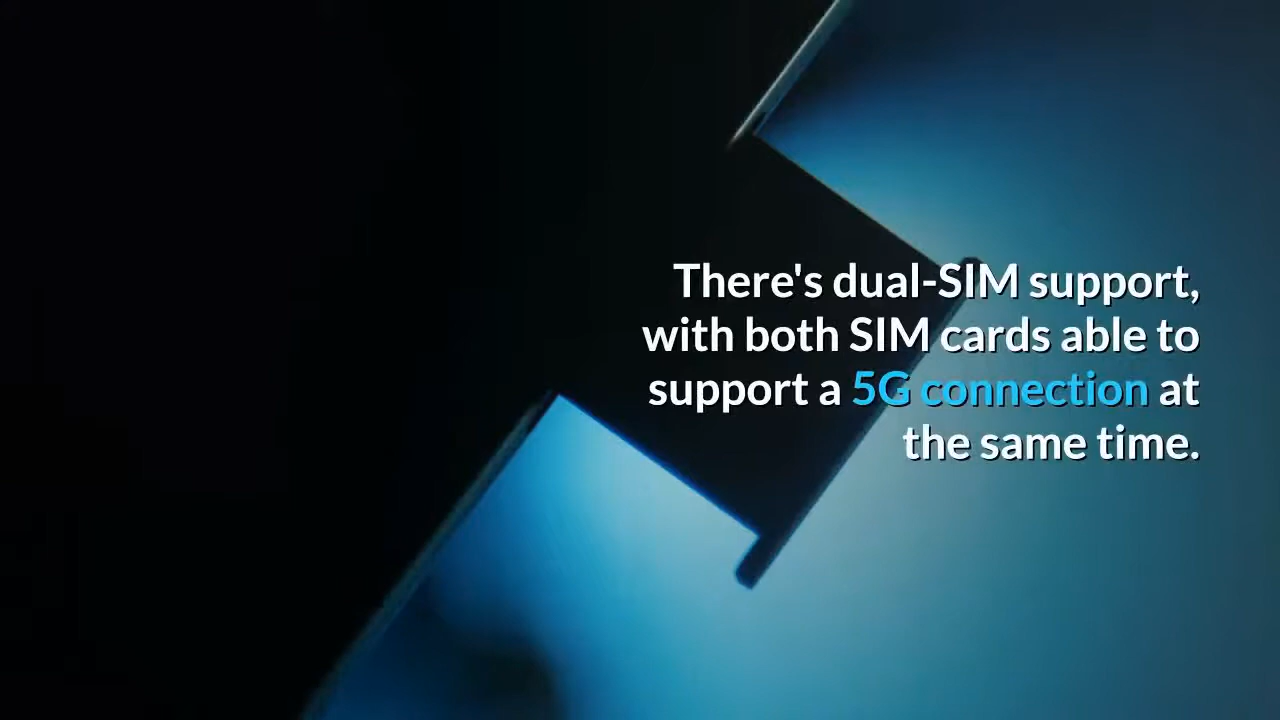 There's dual-SIM support,
with both SIM cards able to
support a 5G connection at
the same time.